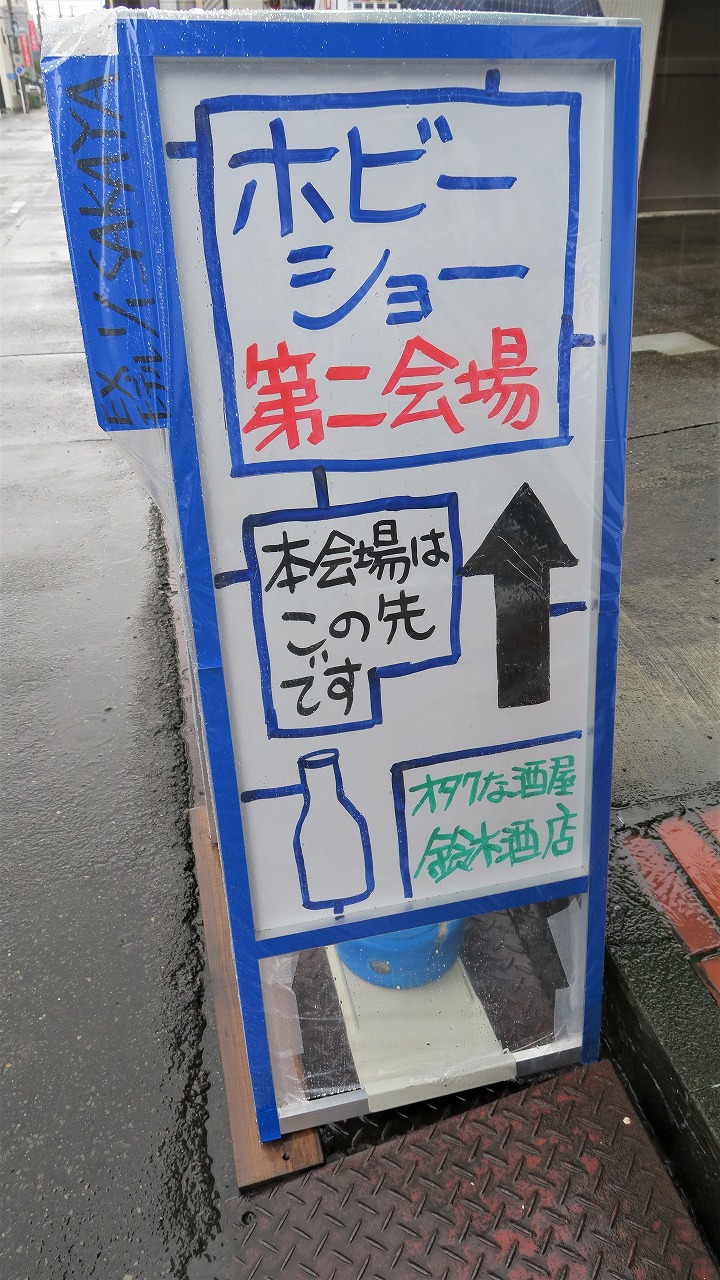 ホビー
ショー
第二会場
本会場は
この先
です
オタクな酒屋
鈴木酒店